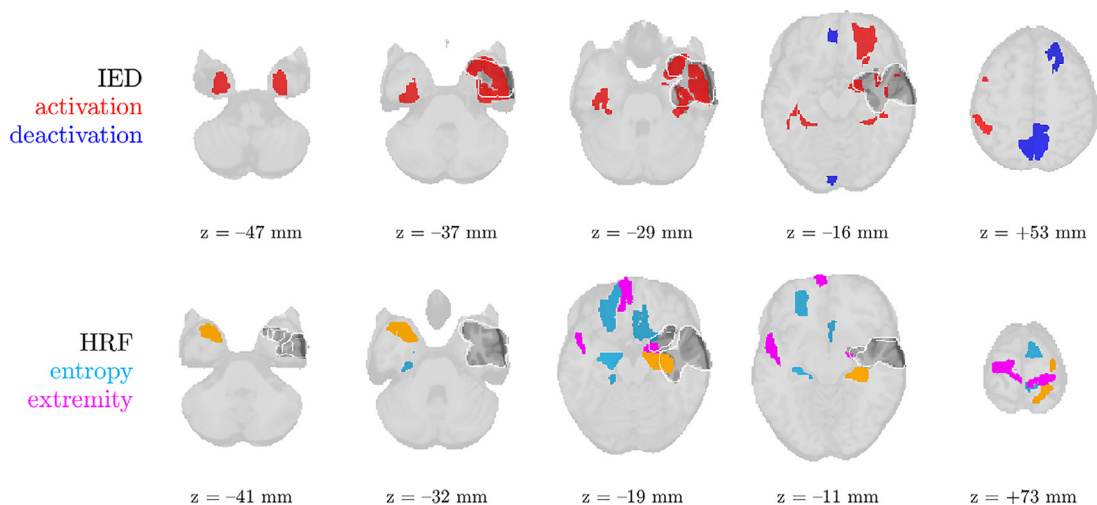 IED
activation
deactivation
z = –47 mm
z = –37 mm
z = –29 mm
z = –16 mm
z = +53 mm
HRF
entropy
extremity
z = –41 mm
z = –32 mm
z = –19 mm
z = –11 mm
z = +73 mm